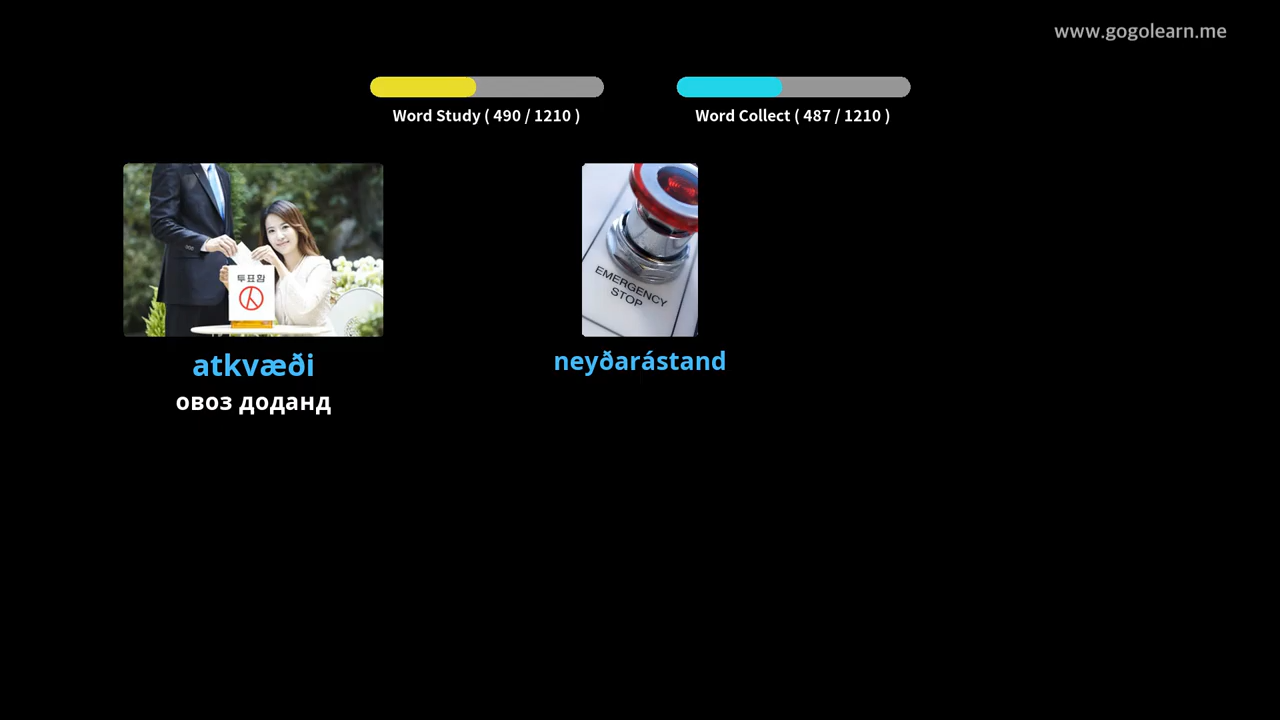 www.gogolearn.me
Word Study ( 490 / 1210 )
Word Collect ( 487 / 1210 )
투표함
EMERGENCY
STOP
atkvæði
neyðarástand
овоз доданд